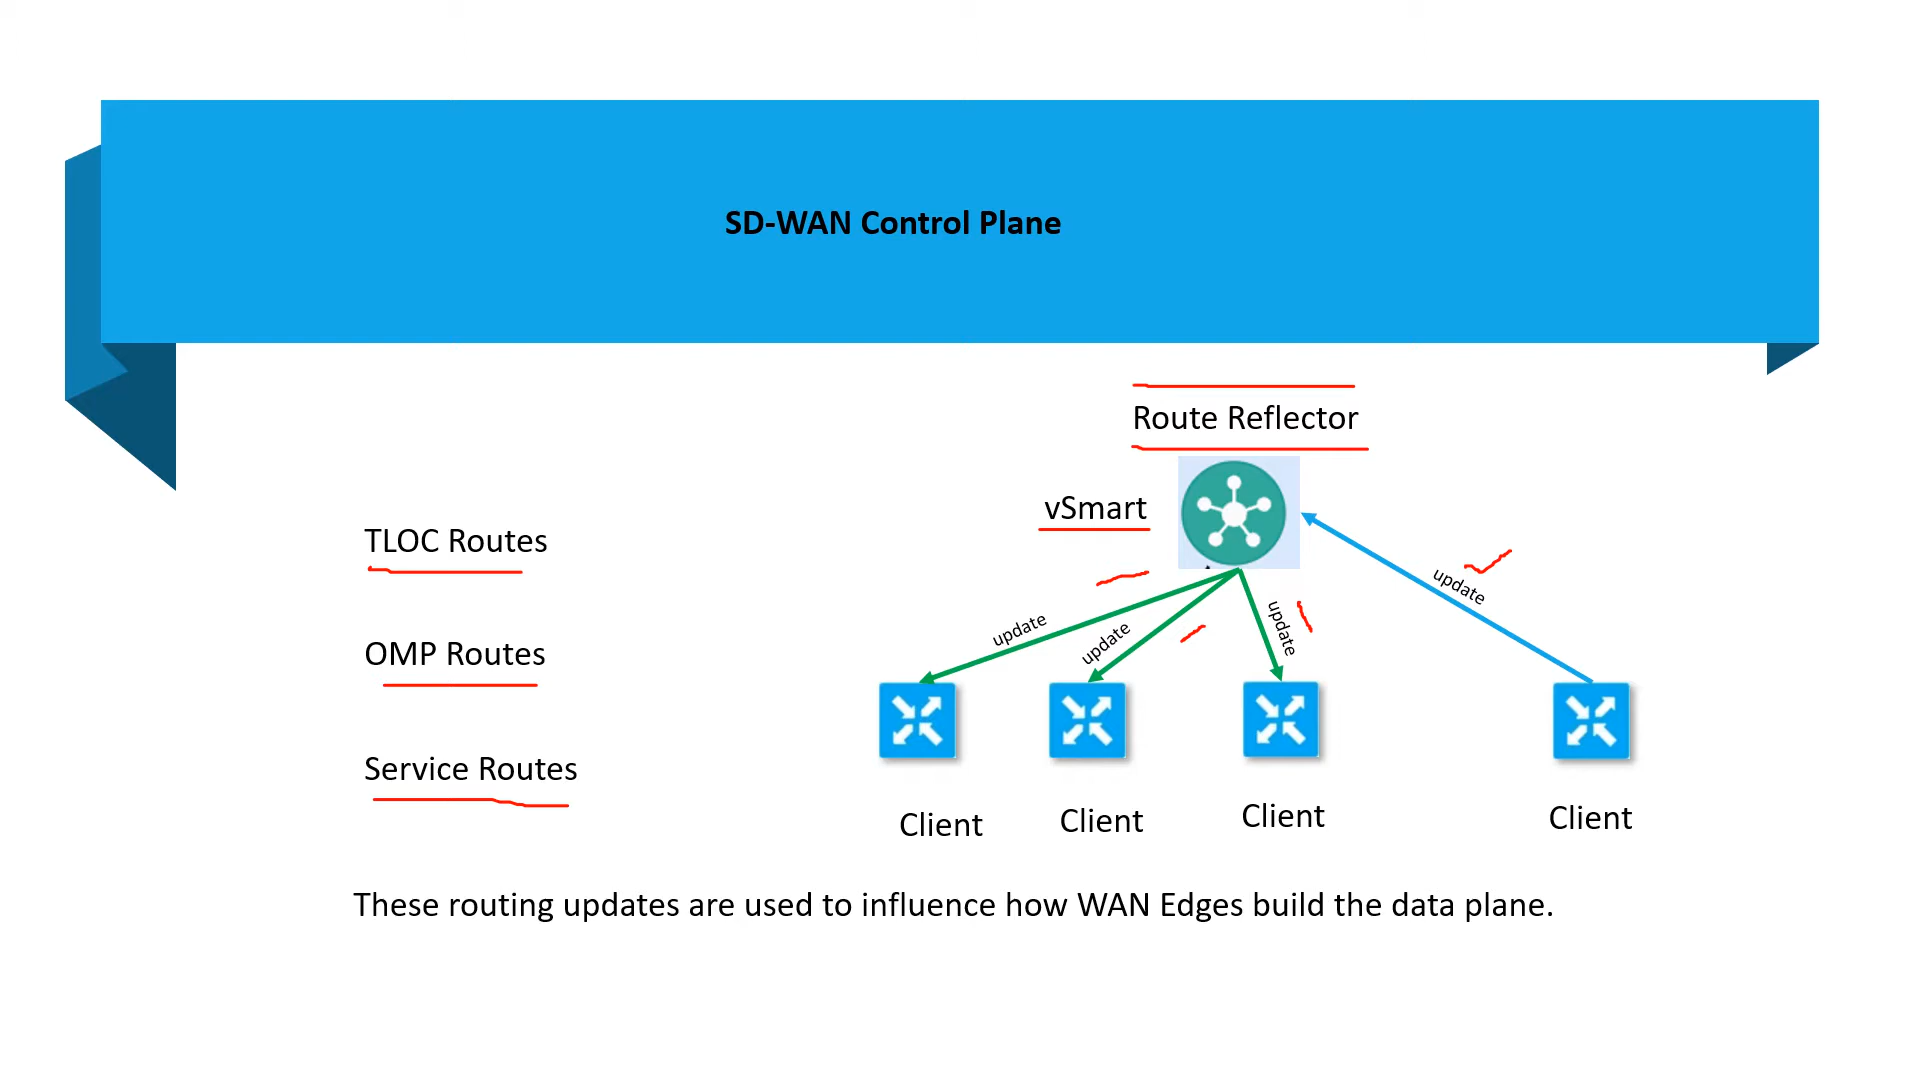 SD-WAN Control Plane
Route Reflector
vSmart
TLOC Routes
OMP Routes
Service Routes
update
update
update
update
Client
Client
Client
Client
These routing updates are used to influence how WAN Edges build the data plane.